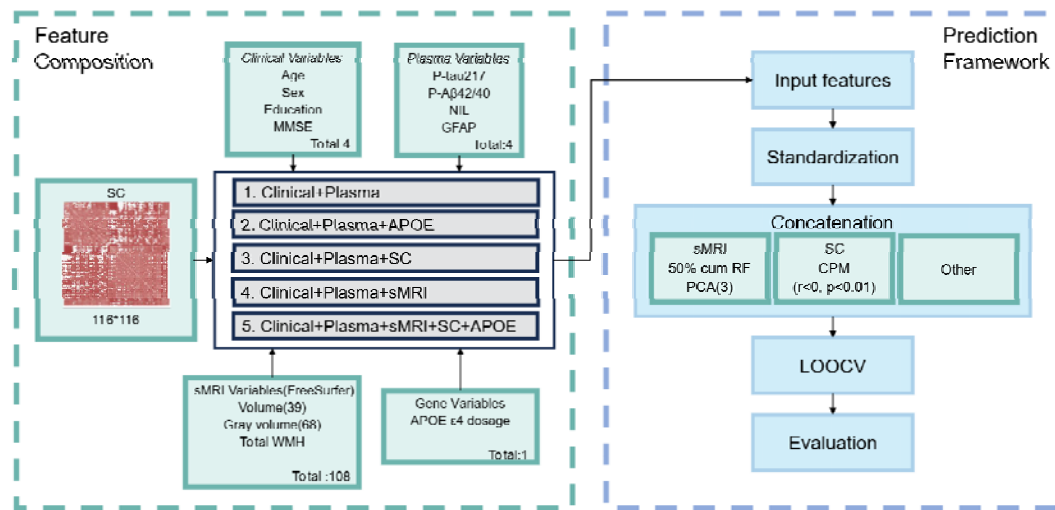 Feature
Composition
Clinical Variables
Age
Sex
Education
MMSE
Total 4
Plasma Variables
P-tau217
P-Aβ42/40
NIL
GFAP
Total:4
SC
116*116
1. Clinical+Plasma
2. Clinical+Plasma+APOE
3. Clinical+Plasma+SC
4. Clinical+Plasma+sMRI
5. Clinical+Plasma+sMRI+SC+APOE
sMRI Variables(FreeSurfer)
Volume(39)
Gray volume(68)
Total WMH
Total :108
Gene Variables
APOE ε4 dosage
Total:1
Prediction
Framework
Input features
Standardization
Concatenation
sMRI
50% cum RF
PCA(3)
SC
CPM
(r<0, p<0.01)
Other
LOOCV
Evaluation